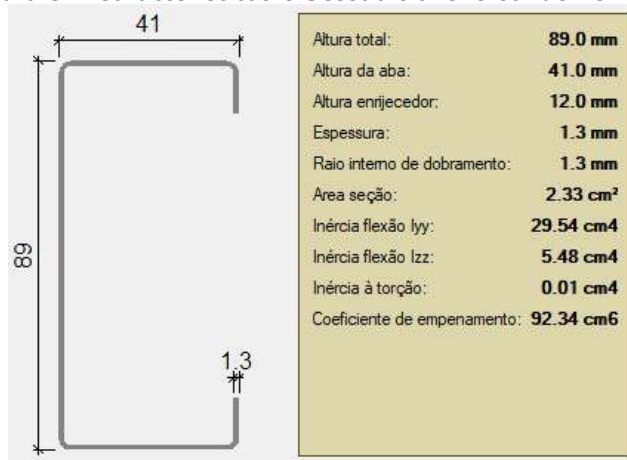 41
89
1.3
Altura total: 89.0 mm
Altura da aba: 41.0 mm
Altura enrijecedor: 12.0 mm
Espessura: 1.3 mm
Raio interno de dobramento: 1.3 mm
Area seção: 2.33 cm²
Inércia flexão Iyy: 29.54 cm4
Inércia flexão Izz: 5.48 cm4
Inércia à torção: 0.01 cm4
Coeficiente de empenamento: 92.34 cm6